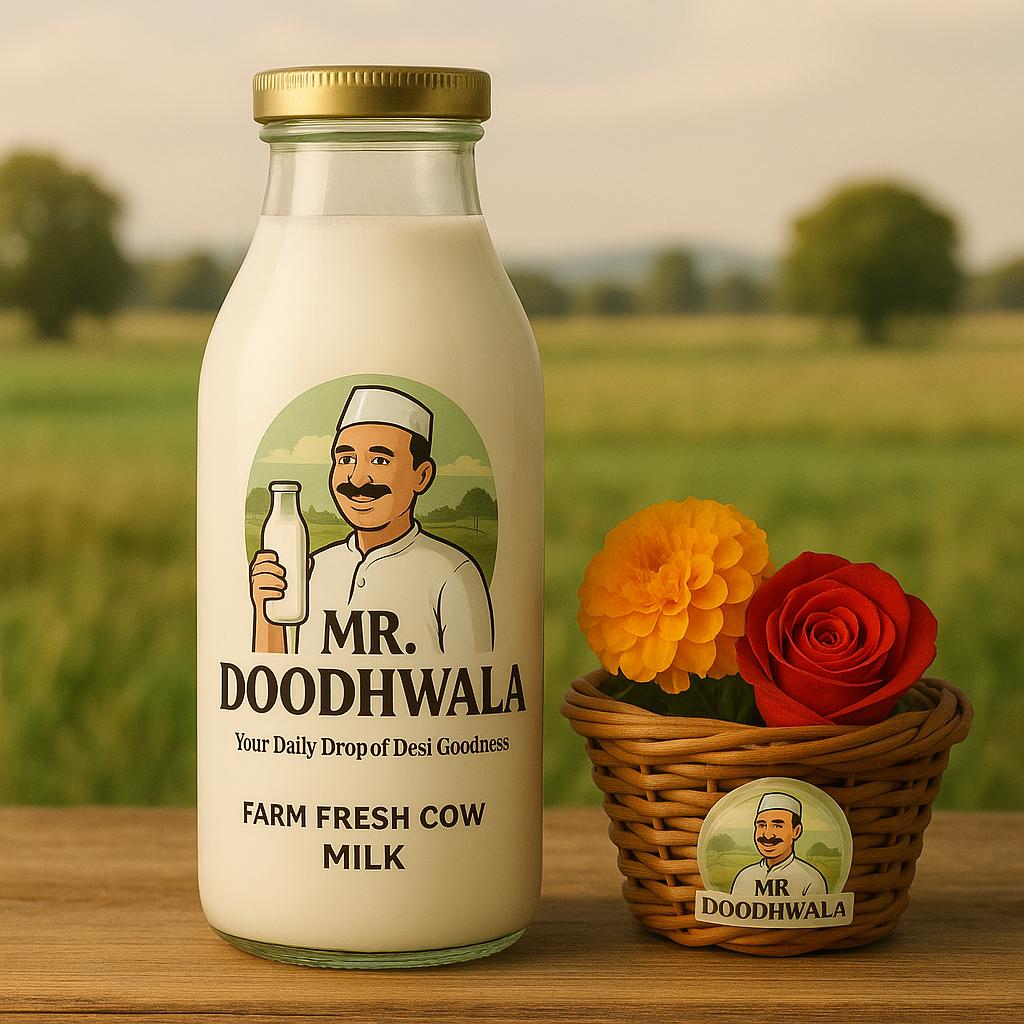 MR.
DOODHWALA
Your Daily Drop of Desi Goodness
FARM FRESH COW
MILK
MR
DOODHWALA